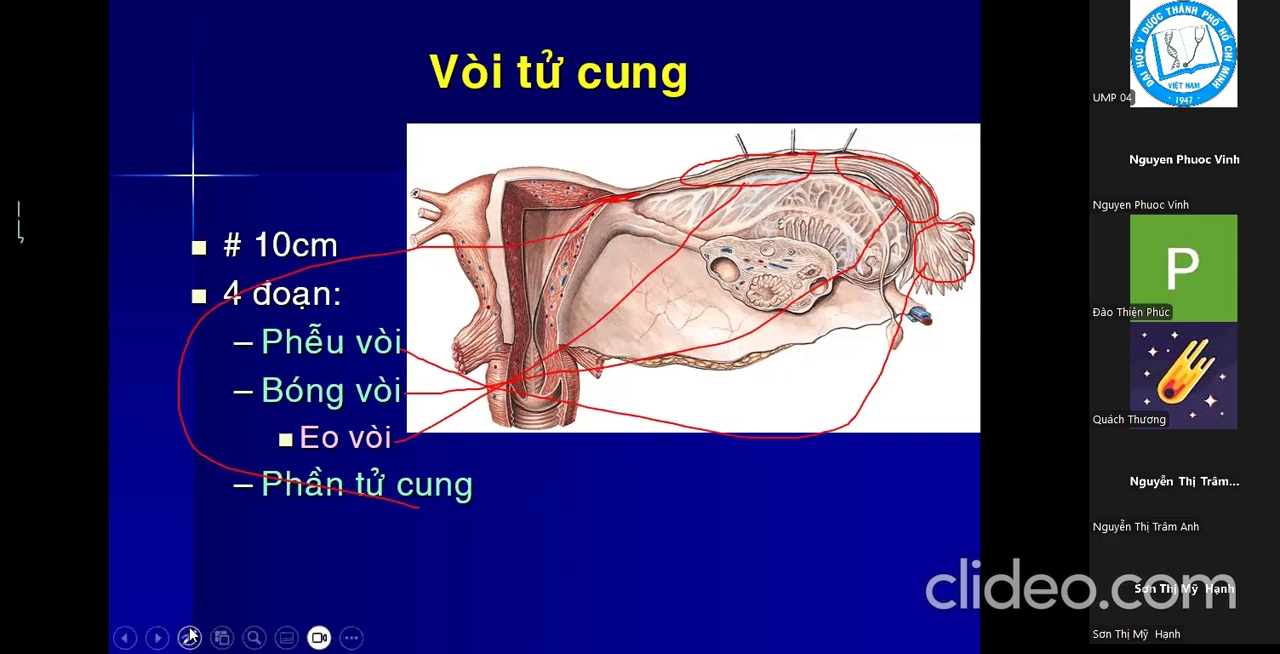 Vòi tử cung
# 10cm
4 đoạn:
– Phễu vòi
– Bóng vòi
Eo vòi
– Phần tử cung
ĐẠI HỌC Y DƯỢC THÀNH PHỐ HỒ CHÍ MINH
VIỆT NAM
1947
UMP 04
Nguyen Phuoc Vinh
Nguyen Phuoc Vinh
P
Đào Thiện Phúc
Quách Thương
Nguyễn Thị Trâm...
Nguyễn Thị Trâm Anh
Sơn Thị Mỹ Hạnh
Sơn Thị Mỹ Hạnh
clideo.com